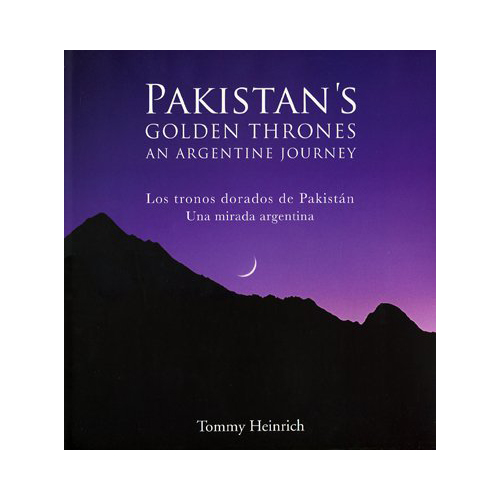 PAKISTAN'S
GOLDEN THRONES
AN ARGENTINE JOURNEY
Los tronos dorados de Pakistán
Una mirada argentina
Tommy Heinrich